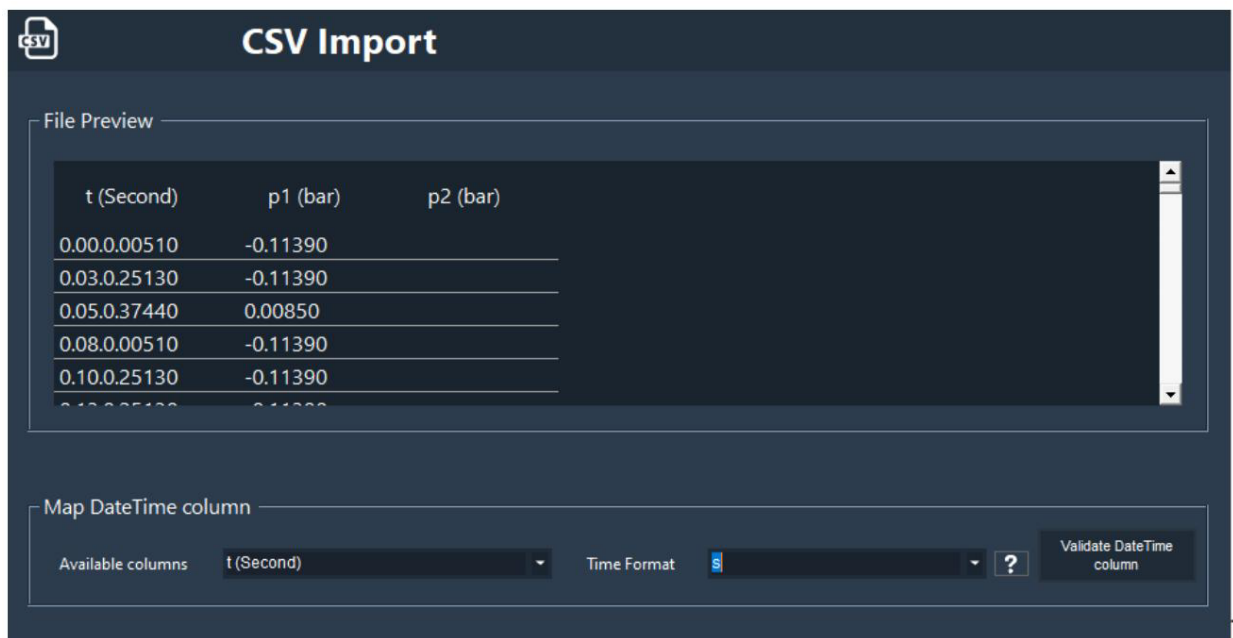 CSV
CSV Import
File Preview
t (Second) p1 (bar) p2 (bar)
0.00.0.00510 -0.11390
0.03.0.25130 -0.11390
0.05.0.37440 0.00850
0.08.0.00510 -0.11390
0.10.0.25130 -0.11390
Map DateTime column
Available columns t (Second) Time Format s ? Validate DateTime
column